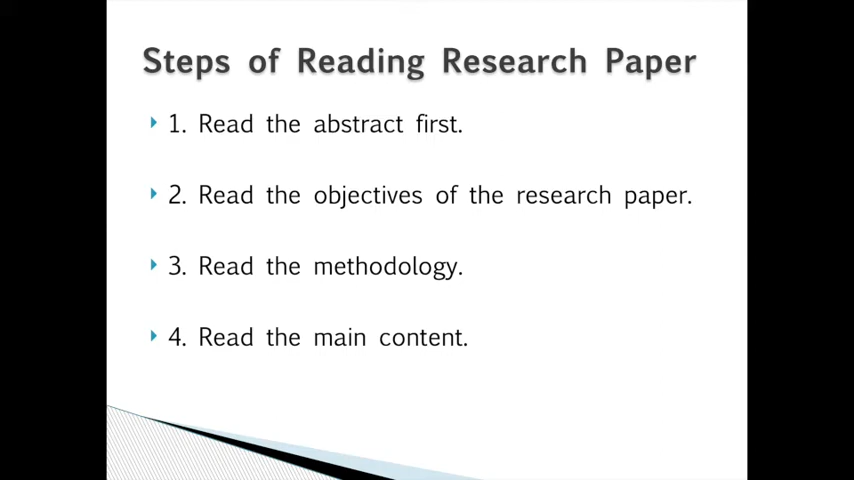 Steps of Reading Research Paper
1. Read the abstract first.
2. Read the objectives of the research paper.
3. Read the methodology.
4. Read the main content.